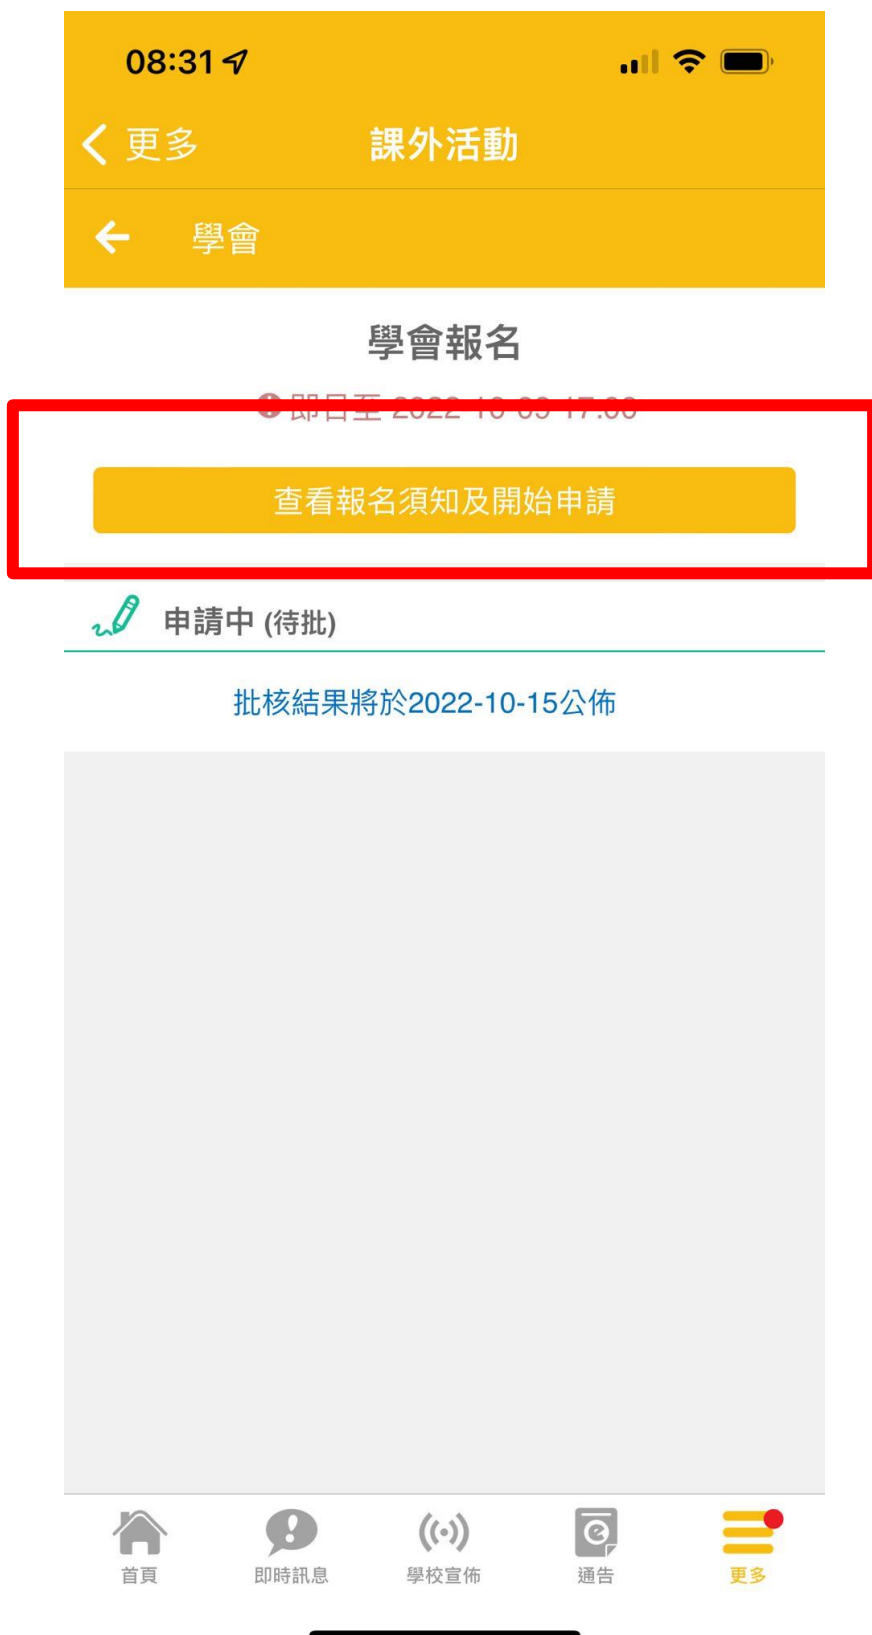 08:31
更多
課外活動
學會
學會報名
即日至
查看報名須知及開始申請
申請中 (待批)
批核結果將於2022-10-15公佈
首頁
即時訊息
學校宣佈
通告
更多